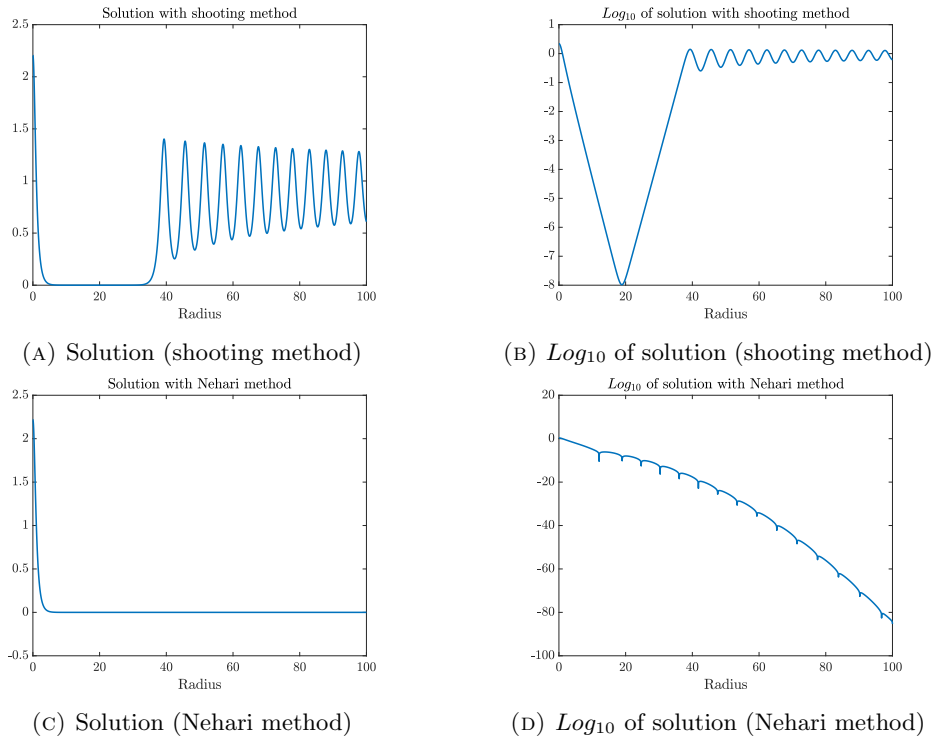 Solution with shooting method
2.5
2
1.5
1
0.5
0
0 20 40 60 80 100
Radius
(A) Solution (shooting method)
Log10 of solution with shooting method
1
0
-1
-2
-3
-4
-5
-6
-7
-8
0 20 40 60 80 100
Radius
(B) Log10 of solution (shooting method)
Solution with Nehari method
2.5
2
1.5
1
0.5
0
-0.5
0 20 40 60 80 100
Radius
(C) Solution (Nehari method)
Log10 of solution with Nehari method
20
0
-20
-40
-60
-80
-100
0 20 40 60 80 100
Radius
(D) Log10 of solution (Nehari method)